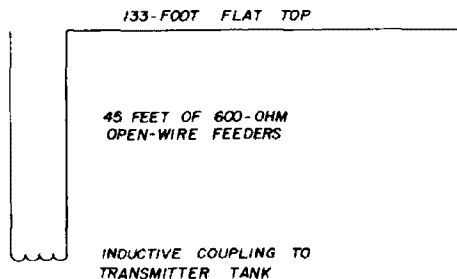 133-FOOT FLAT TOP
45 FEET OF 600-OHM
OPEN-WIRE FEEDERS
INDUCTIVE COUPLING TO
TRANSMITTER TANK